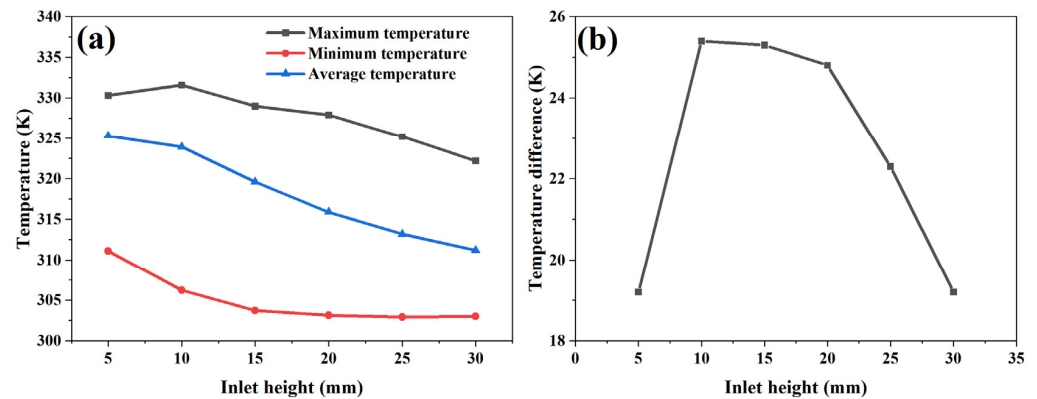 (a)
Maximum temperature
Minimum temperature
Average temperature
340
335
330
325
320
315
310
305
300
Temperature (K)
5 10 15 20 25 30
Inlet height (mm)
(b)
26
24
22
20
18
Temperature difference (K)
0 5 10 15 20 25 30 35
Inlet height (mm)